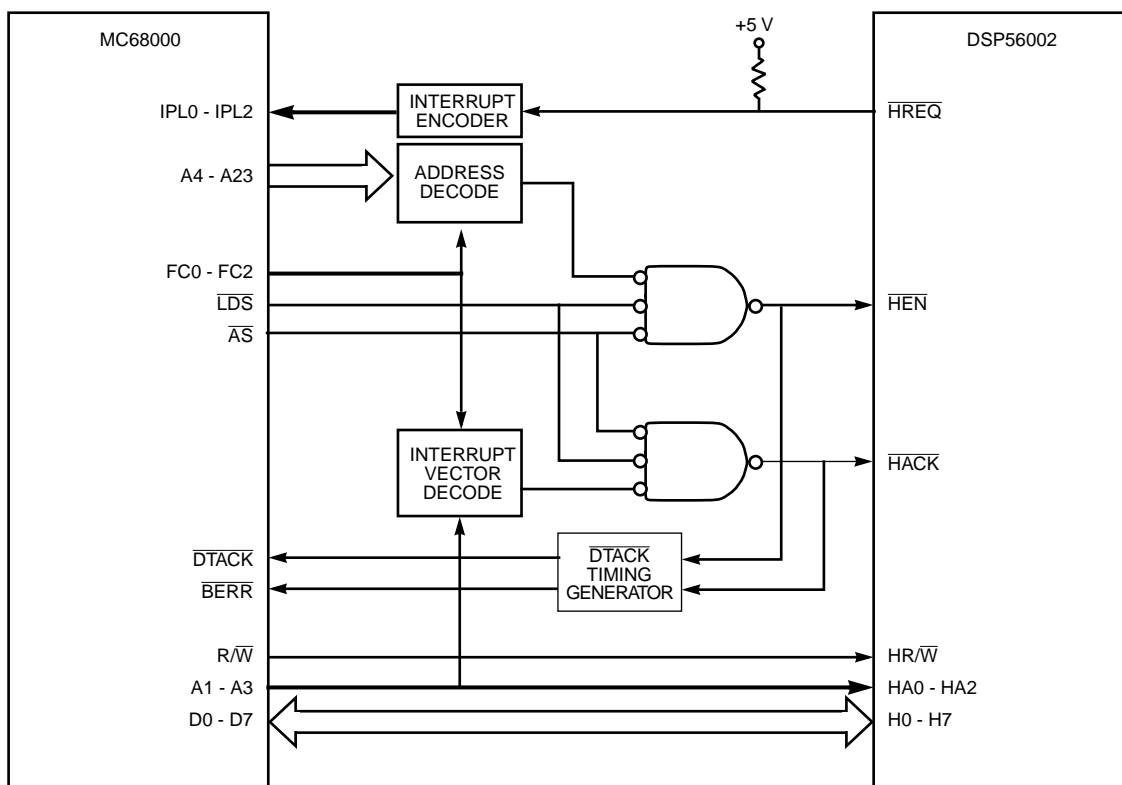 MC68000
+5 V
DSP56002
IPL0 - IPL2
INTERRUPT
ENCODER
HREQ
A4 - A23
ADDRESS
DECODE
FC0 - FC2
LDS
HEN
AS
INTERRUPT
VECTOR
DECODE
HACK
DTACK
DTACK
TIMING
GENERATOR
BERR
R/W
HR/W
A1 - A3
HA0 - HA2
D0 - D7
H0 - H7